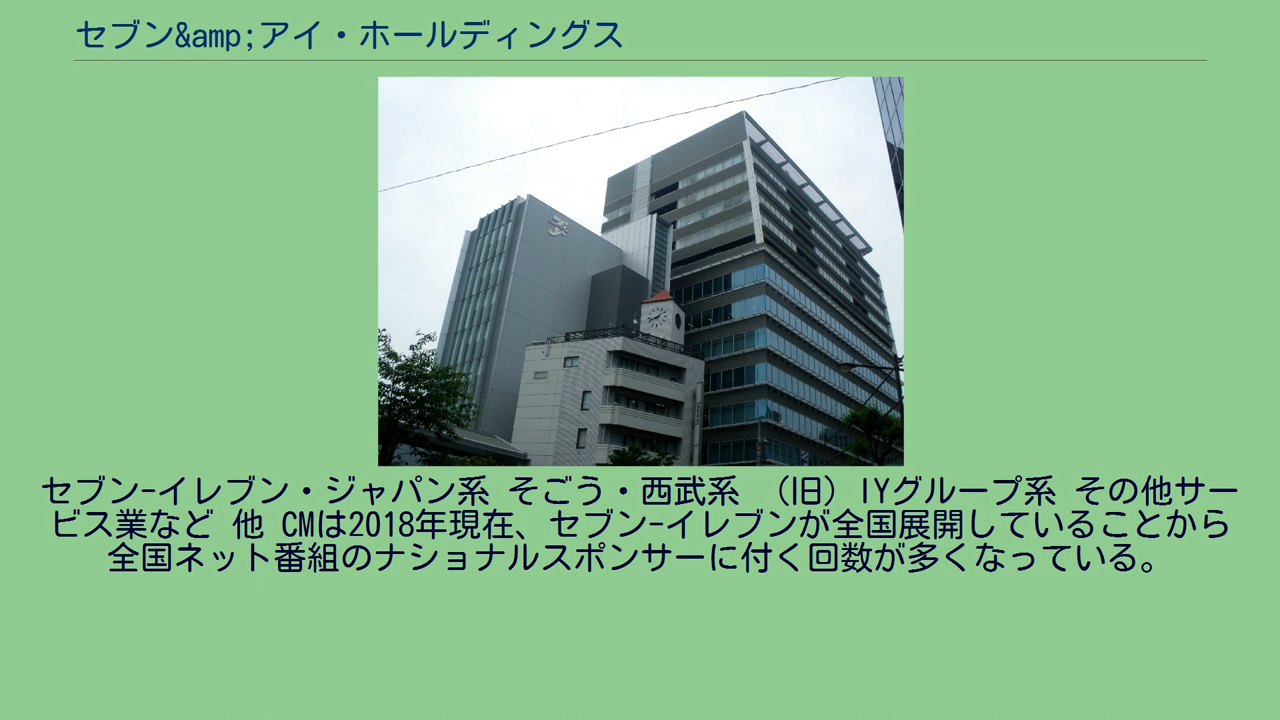 セブン&amp;アイ・ホールディングス
セブン-イレブン・ジャパン系 そごう・西武系 （旧）IYグループ系 その他サー
ビス業など 他 CMは2018年現在、セブン-イレブンが全国展開していることから
全国ネット番組のナショナルスポンサーに付く回数が多くなっている。